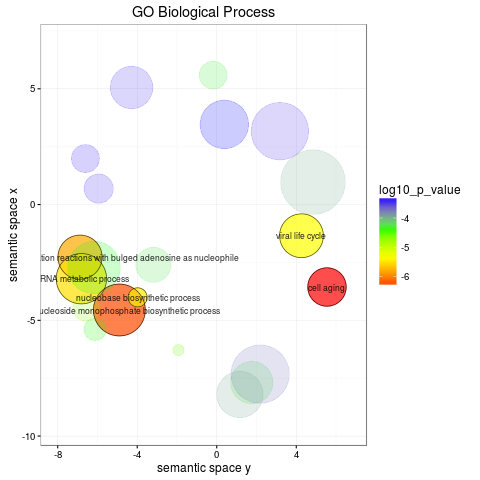 GO Biological Process
semantic space x
5
0
-5
-10
-8
-4
0
4
semantic space y
log10_p_value
-4
-5
-6
viral life cycle
tion reactions with bulged adenosine as nucleophile
RNA metabolic process
cell aging
nucleobase biosynthetic process
ucleoside monophosphate biosynthetic process